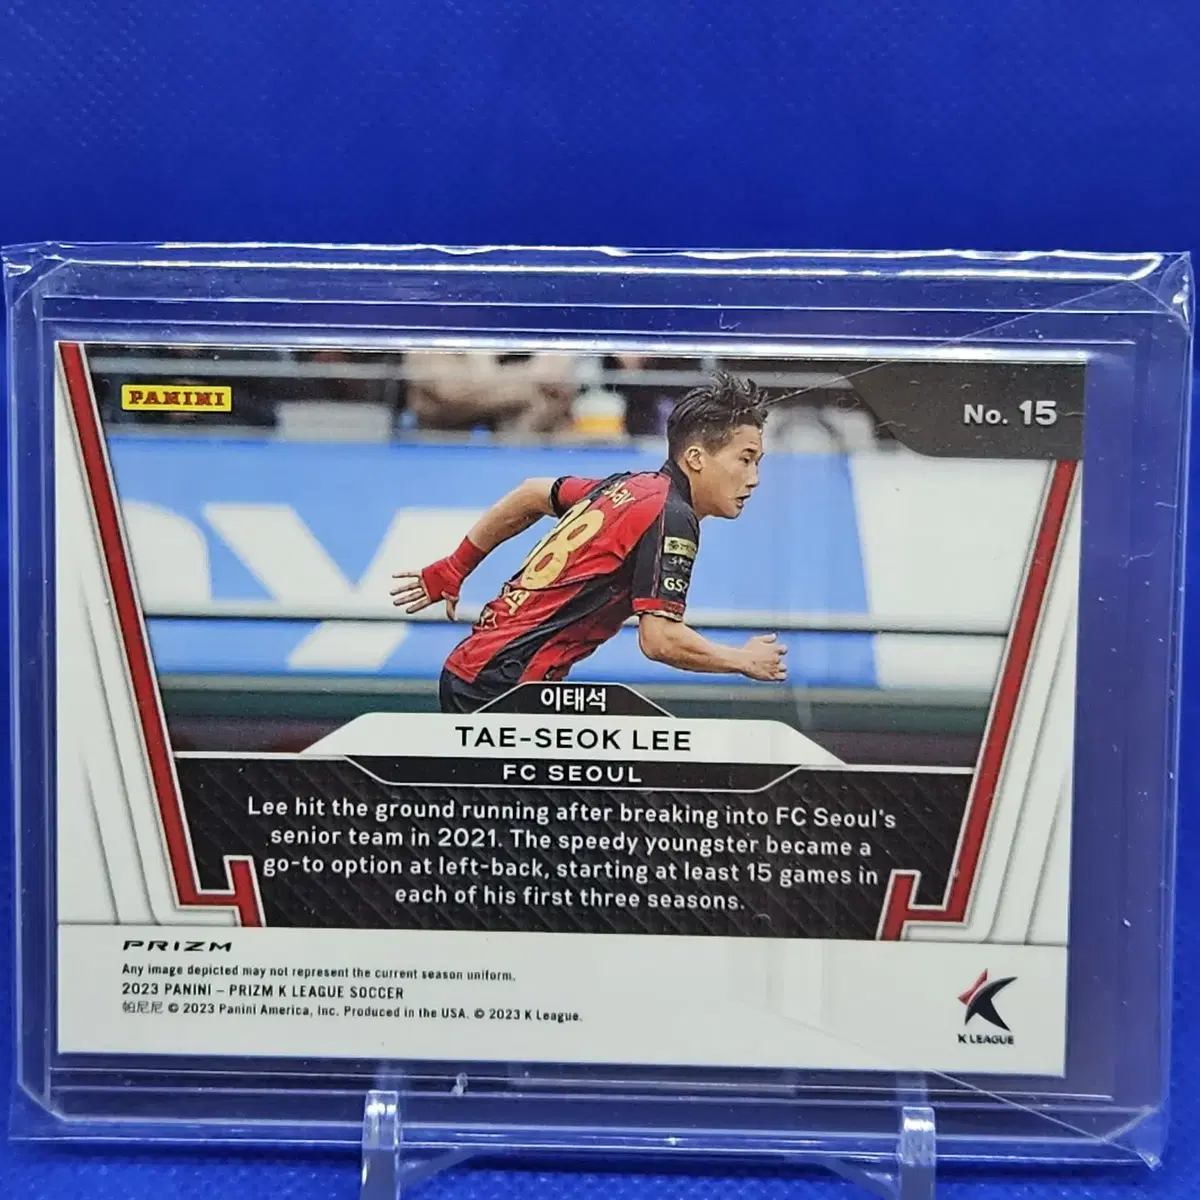 PANINI
No. 15
88
GS
이태석
TAE-SEOK LEE
FC SEOUL
Lee hit the ground running after breaking into FC Seoul's
senior team in 2021. The speedy youngster became a
go-to option at left-back, starting at least 15 games in
each of his first three seasons.
PRIZM
Any image depicted may not represent the current season uniform.
2023 PANINI – PRIZM K LEAGUE SOCCER
帕尼尼 © 2023 Panini America, Inc. Produced in the USA. © 2023 K League.
K LEAGUE